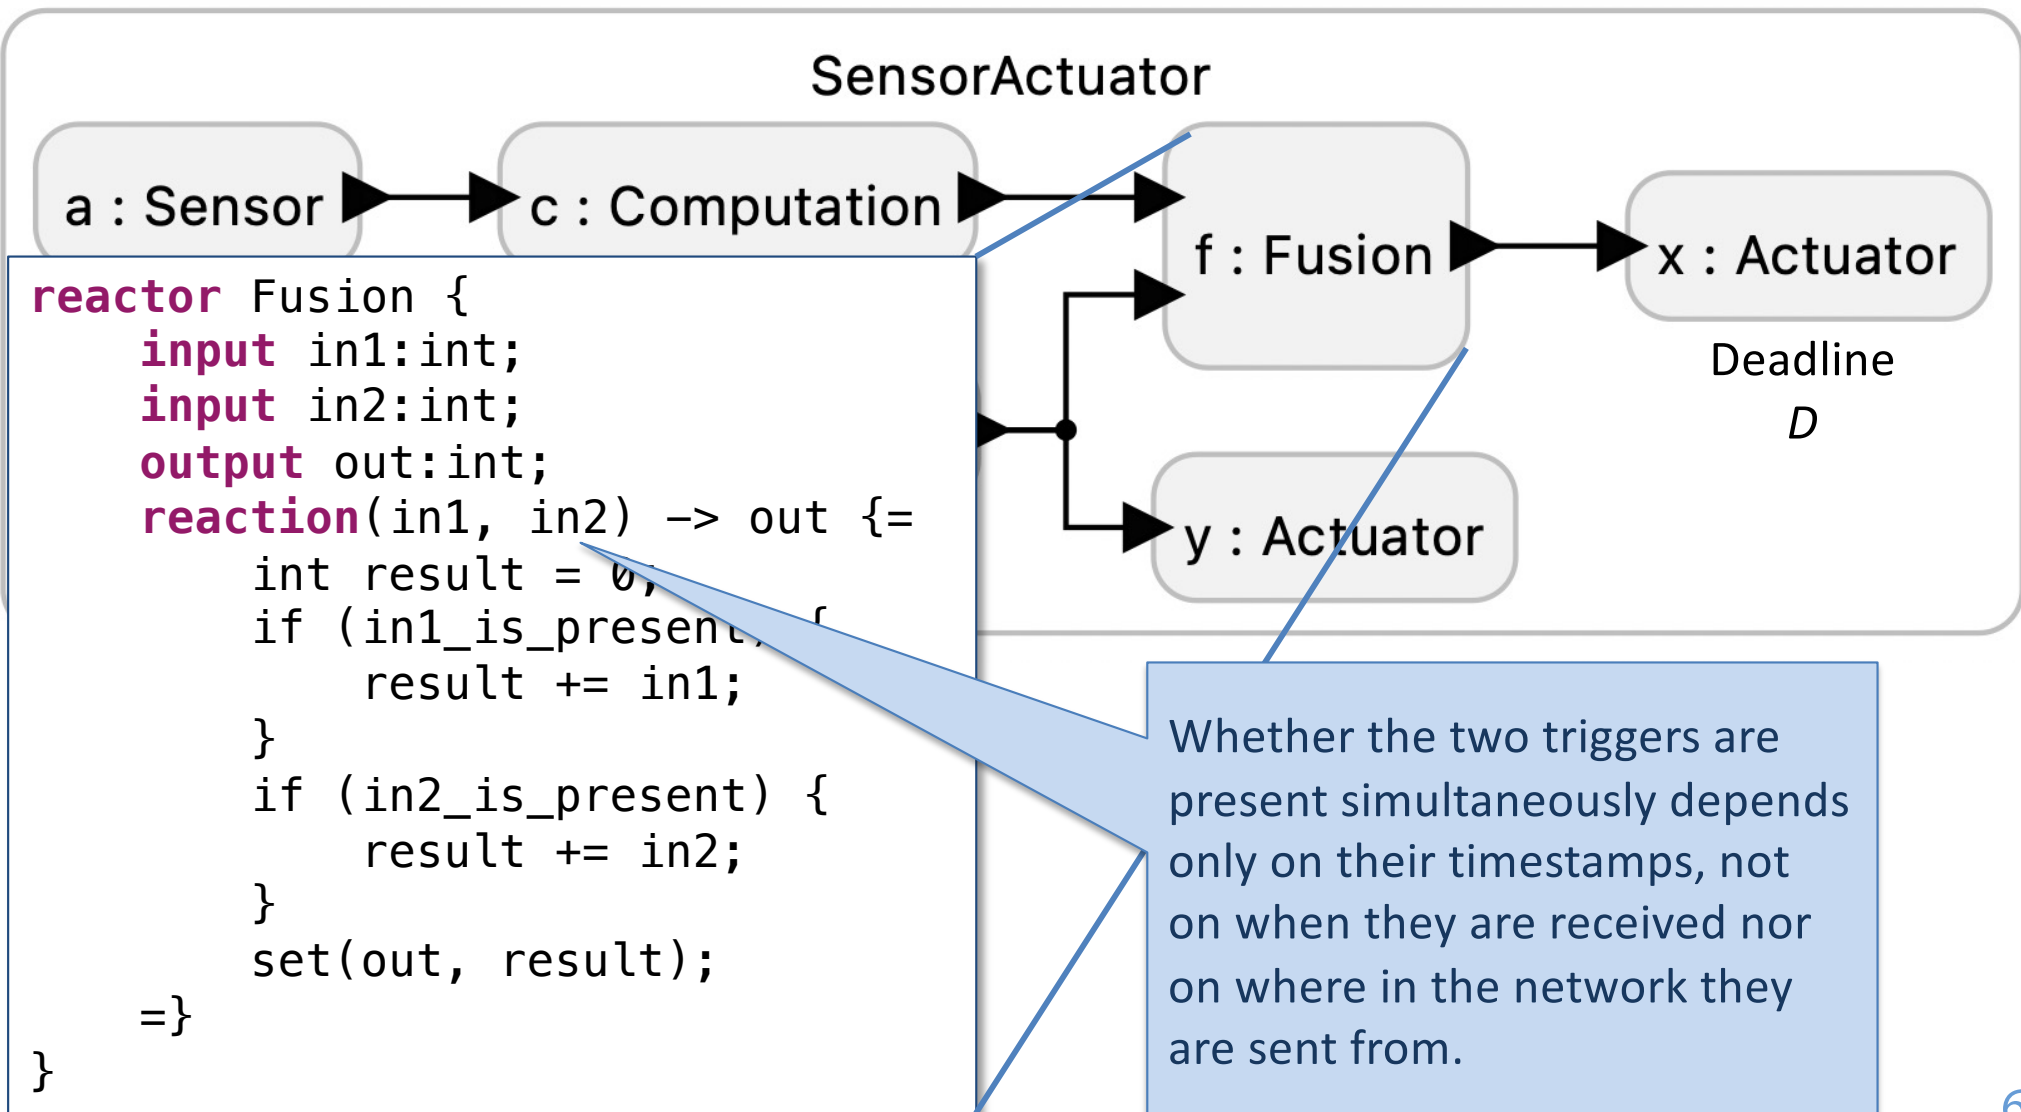 SensorActuator
a : Sensor
c : Computation
f : Fusion
x : Actuator
Deadline
D
y : Actuator
reactor Fusion {
input in1:int;
input in2:int;
output out:int;
reaction(in1, in2) -> out {=
int result = 0;
if (in1_is_present) {
result += in1;
}
if (in2_is_present) {
result += in2;
}
set(out, result);
=}
}
Whether the two triggers are
present simultaneously depends
only on their timestamps, not
on when they are received nor
on where in the network they
are sent from.